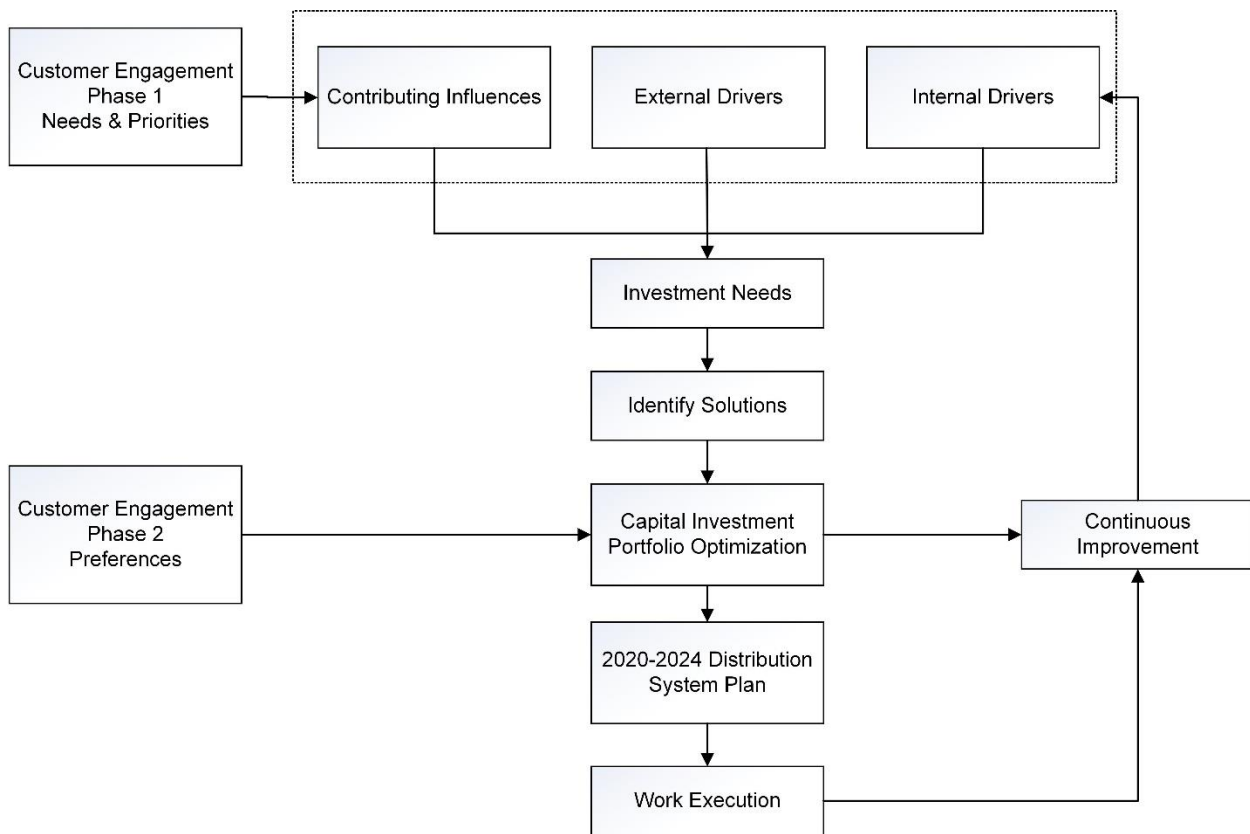 Customer Engagement
Phase 1
Needs & Priorities
Contributing Influences
External Drivers
Internal Drivers
Investment Needs
Identify Solutions
Customer Engagement
Phase 2
Preferences
Capital Investment
Portfolio Optimization
Continuous
Improvement
2020-2024 Distribution
System Plan
Work Execution